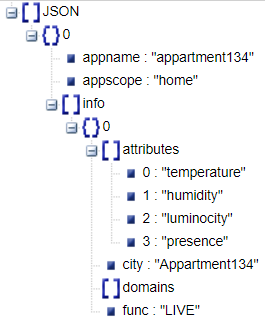 JSON
0
appname : "appartment134"
appscope : "home"
info
0
attributes
0 : "temperature"
1 : "humidity"
2 : "luminocity"
3 : "presence"
city : "Appartment134"
domains
func : "LIVE"